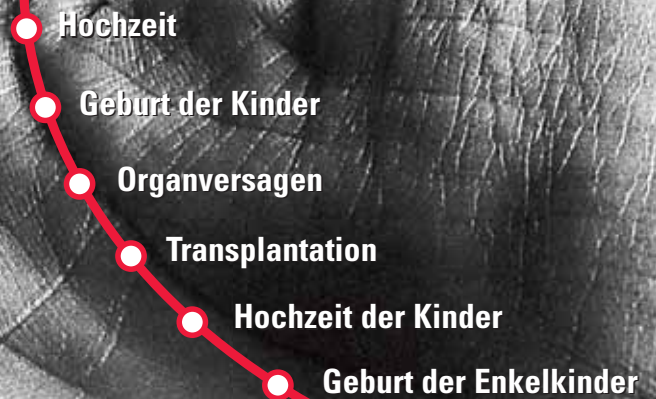 Hochzeit
Geburt der Kinder
Organversagen
Transplantation
Hochzeit der Kinder
Geburt der Enkelkinder